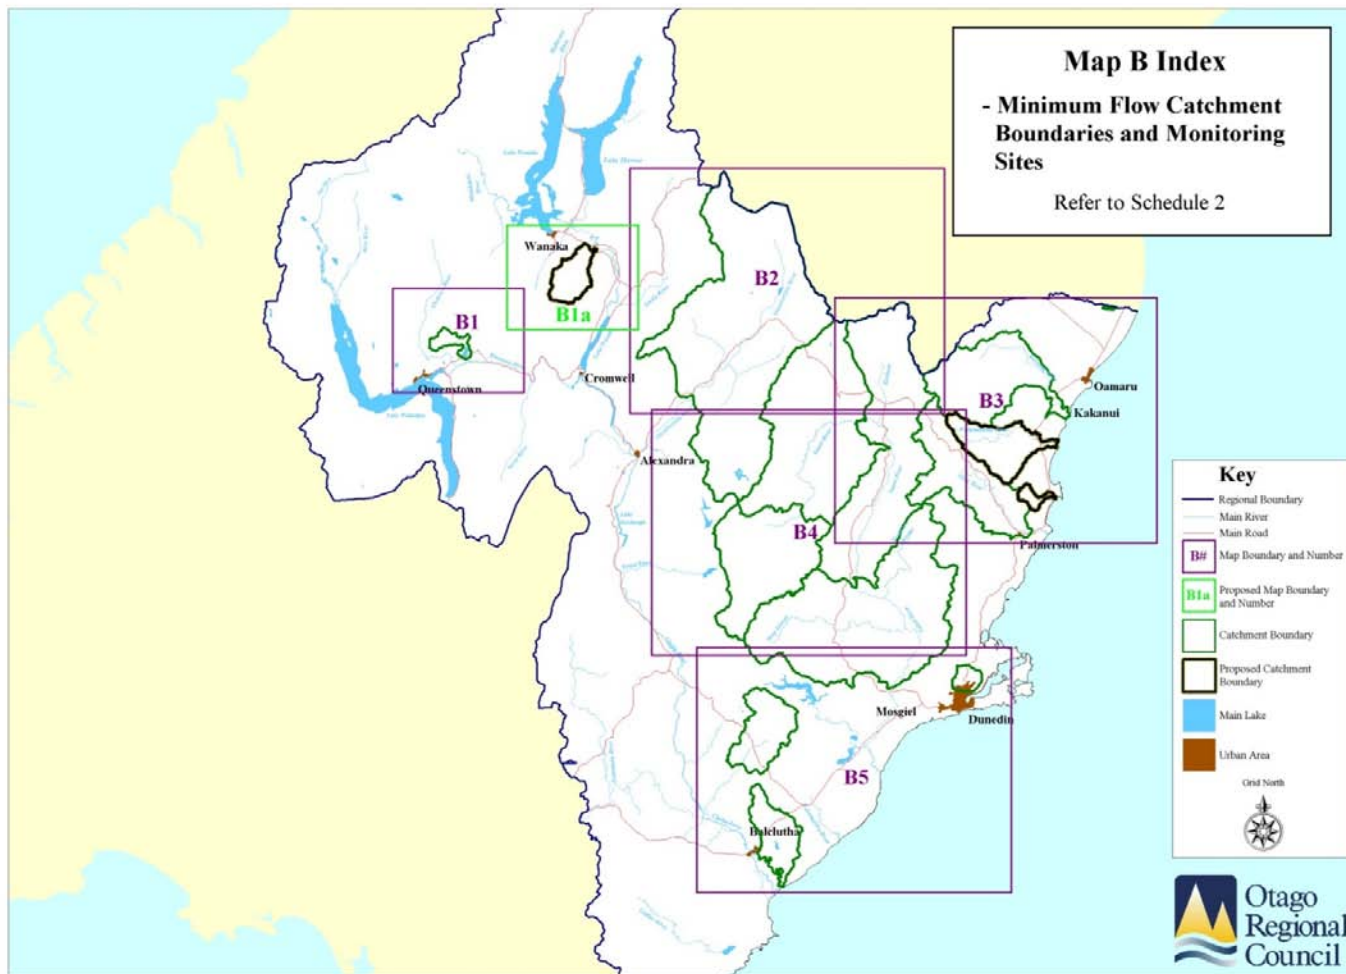 Map B Index
- Minimum Flow Catchment
Boundaries and Monitoring
Sites
Refer to Schedule 2
Wanaka
B2
B1a
B1
Queenstown
Cromwell
Oamaru
B3
Kakanui
Alexandra
B4
Palmerston
Mosgiel
Dunedin
B5
Balclutha
Key
Regional Boundary
Main River
Main Road
B#
Map Boundary and Number
B1a
Proposed Map Boundary
and Number
Catchment Boundary
Proposed Catchment
Boundary
Main Lake
Urban Area
Grid North
Otago
Regional
Council